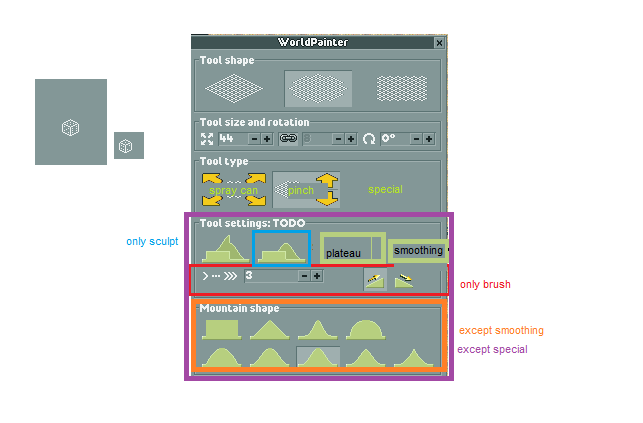 WorldPainter
Tool shape
Tool size and rotation
44
8
0°
Tool type
spray can
pinch
special
Tool settings: TODO
only sculpt
plateau
smoothing
3
only brush
Mountain shape
except smoothing
except special